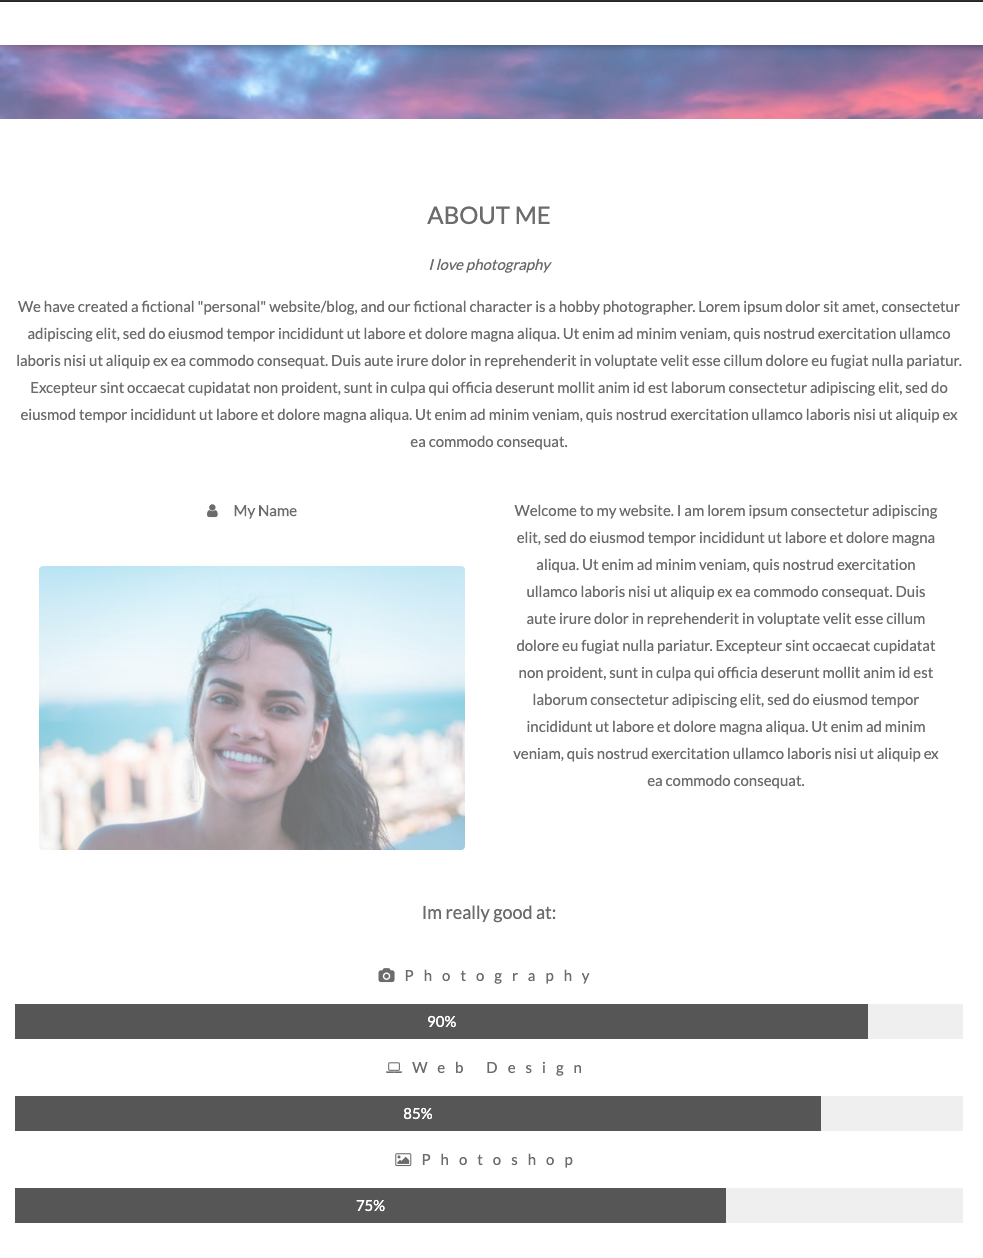 ABOUT ME
I love photography
We have created a fictional "personal" website/blog, and our fictional character is a hobby photographer. Lorem ipsum dolor sit amet, consectetur
adipiscing elit, sed do eiusmod tempor incididunt ut labore et dolore magna aliqua. Ut enim ad minim veniam, quis nostrud exercitation ullamco
laboris nisi ut aliquip ex ea commodo consequat. Duis aute irure dolor in reprehenderit in voluptate velit esse cillum dolore eu fugiat nulla pariatur.
Excepteur sint occaecat cupidatat non proident, sunt in culpa qui officia deserunt mollit anim id est laborum consectetur adipiscing elit, sed do
eiusmod tempor incididunt ut labore et dolore magna aliqua. Ut enim ad minim veniam, quis nostrud exercitation ullamco laboris nisi ut aliquip ex
ea commodo consequat.
My Name
Welcome to my website. I am lorem ipsum consectetur adipiscing
elit, sed do eiusmod tempor incididunt ut labore et dolore magna
aliqua. Ut enim ad minim veniam, quis nostrud exercitation
ullamco laboris nisi ut aliquip ex ea commodo consequat. Duis
aute irure dolor in reprehenderit in voluptate velit esse cillum
dolore eu fugiat nulla pariatur. Excepteur sint occaecat cupidatat
non proident, sunt in culpa qui officia deserunt mollit anim id est
laborum consectetur adipiscing elit, sed do eiusmod tempor
incididunt ut labore et dolore magna aliqua. Ut enim ad minim
veniam, quis nostrud exercitation ullamco laboris nisi ut aliquip ex
ea commodo consequat.
Im really good at:
Photography
90%
Web Design
85%
Photoshop
75%